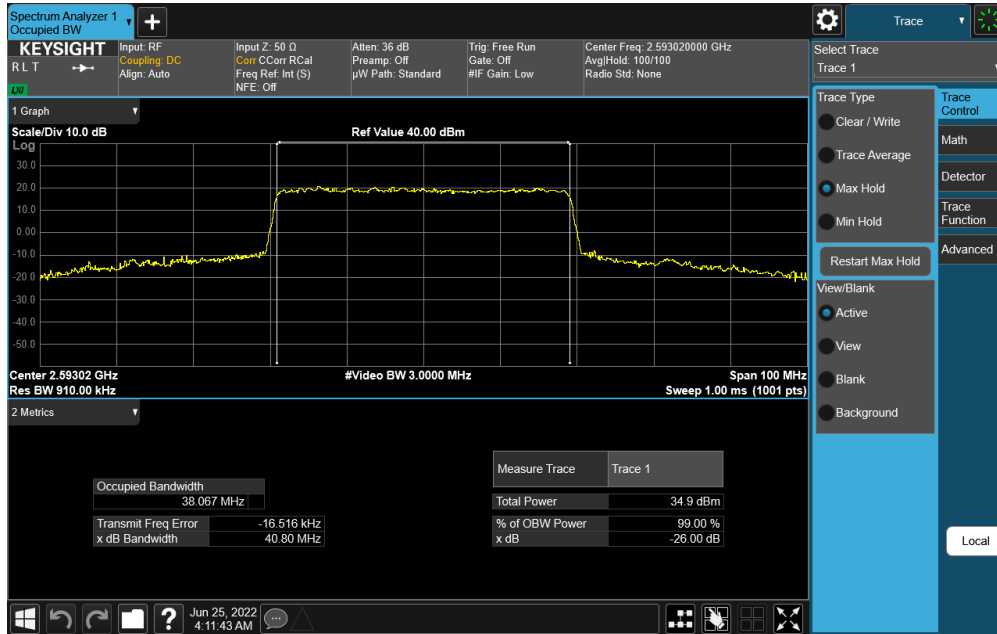 Spectrum Analyzer 1
Occupied BW
Trace
KEYSIGHT
R L T
LXI
Input: RF
Coupling: DC
Align: Auto
Input Z: 50 Ω
Corr CCorr RCal
Freq Ref: Int (S)
NFE: Off
Atten: 36 dB
Preamp: Off
µW Path: Standard
Trig: Free Run
Gate: Off
#IF Gain: Low
Center Freq: 2.593020000 GHz
Avg|Hold: 100/100
Radio Std: None
Select Trace
Trace 1
1 Graph
Scale/Div 10.0 dB
Ref Value 40.00 dBm
Log
30.0
20.0
10.0
0.00
-10.0
-20.0
-30.0
-40.0
-50.0
Center 2.59302 GHz
#Video BW 3.0000 MHz
Span 100 MHz
Res BW 910.00 kHz
Sweep 1.00 ms (1001 pts)
Trace Type
Clear / Write
Trace Average
Max Hold
Min Hold
Restart Max Hold
View/Blank
Active
View
Blank
Background
Trace
Control
Math
Detector
Trace
Function
Advanced
2 Metrics
Occupied Bandwidth
38.067 MHz
Transmit Freq Error -16.516 kHz
x dB Bandwidth 40.80 MHz
Measure Trace Trace 1
Total Power 34.9 dBm
% of OBW Power 99.00 %
x dB -26.00 dB
Local
Jun 25, 2022
4:11:43 AM